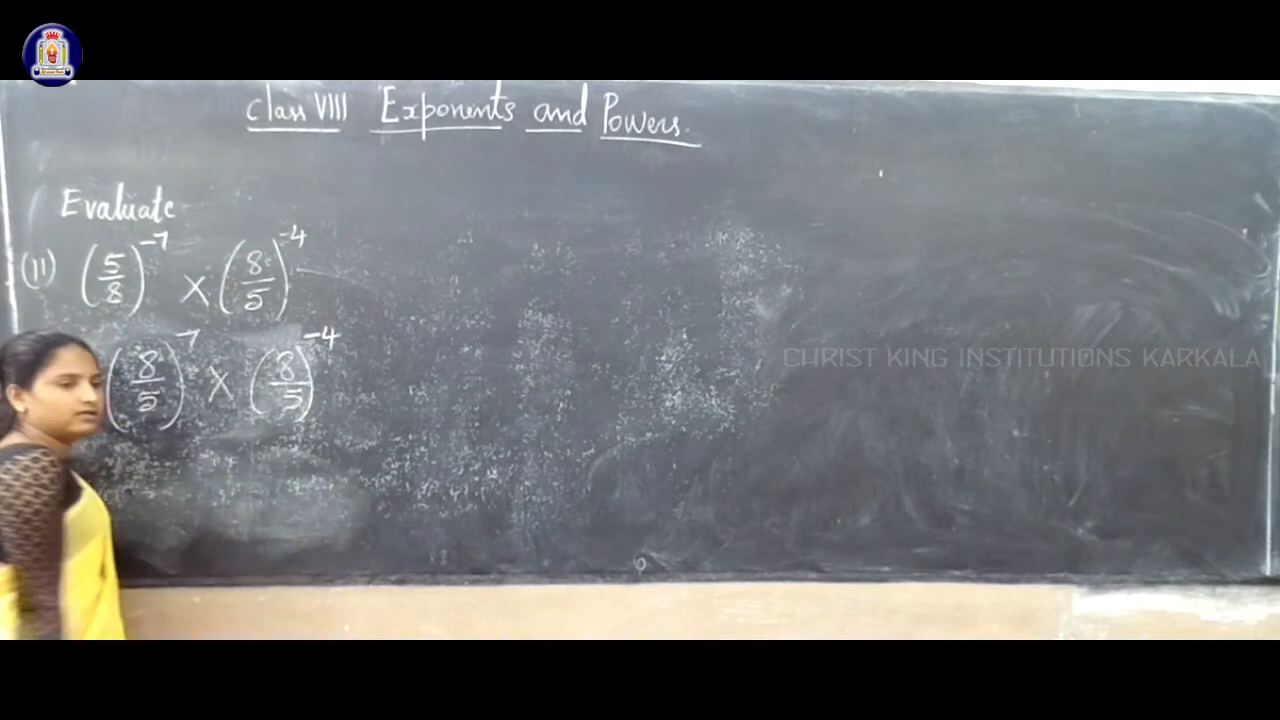 Class VIII Exponents and Powers.
Evaluate
(ii) (5/8)^-7 × (8/5)^-4
(8/5)^7 × (8/5)^-4
CHRIST KING INSTITUTIONS KARKALA